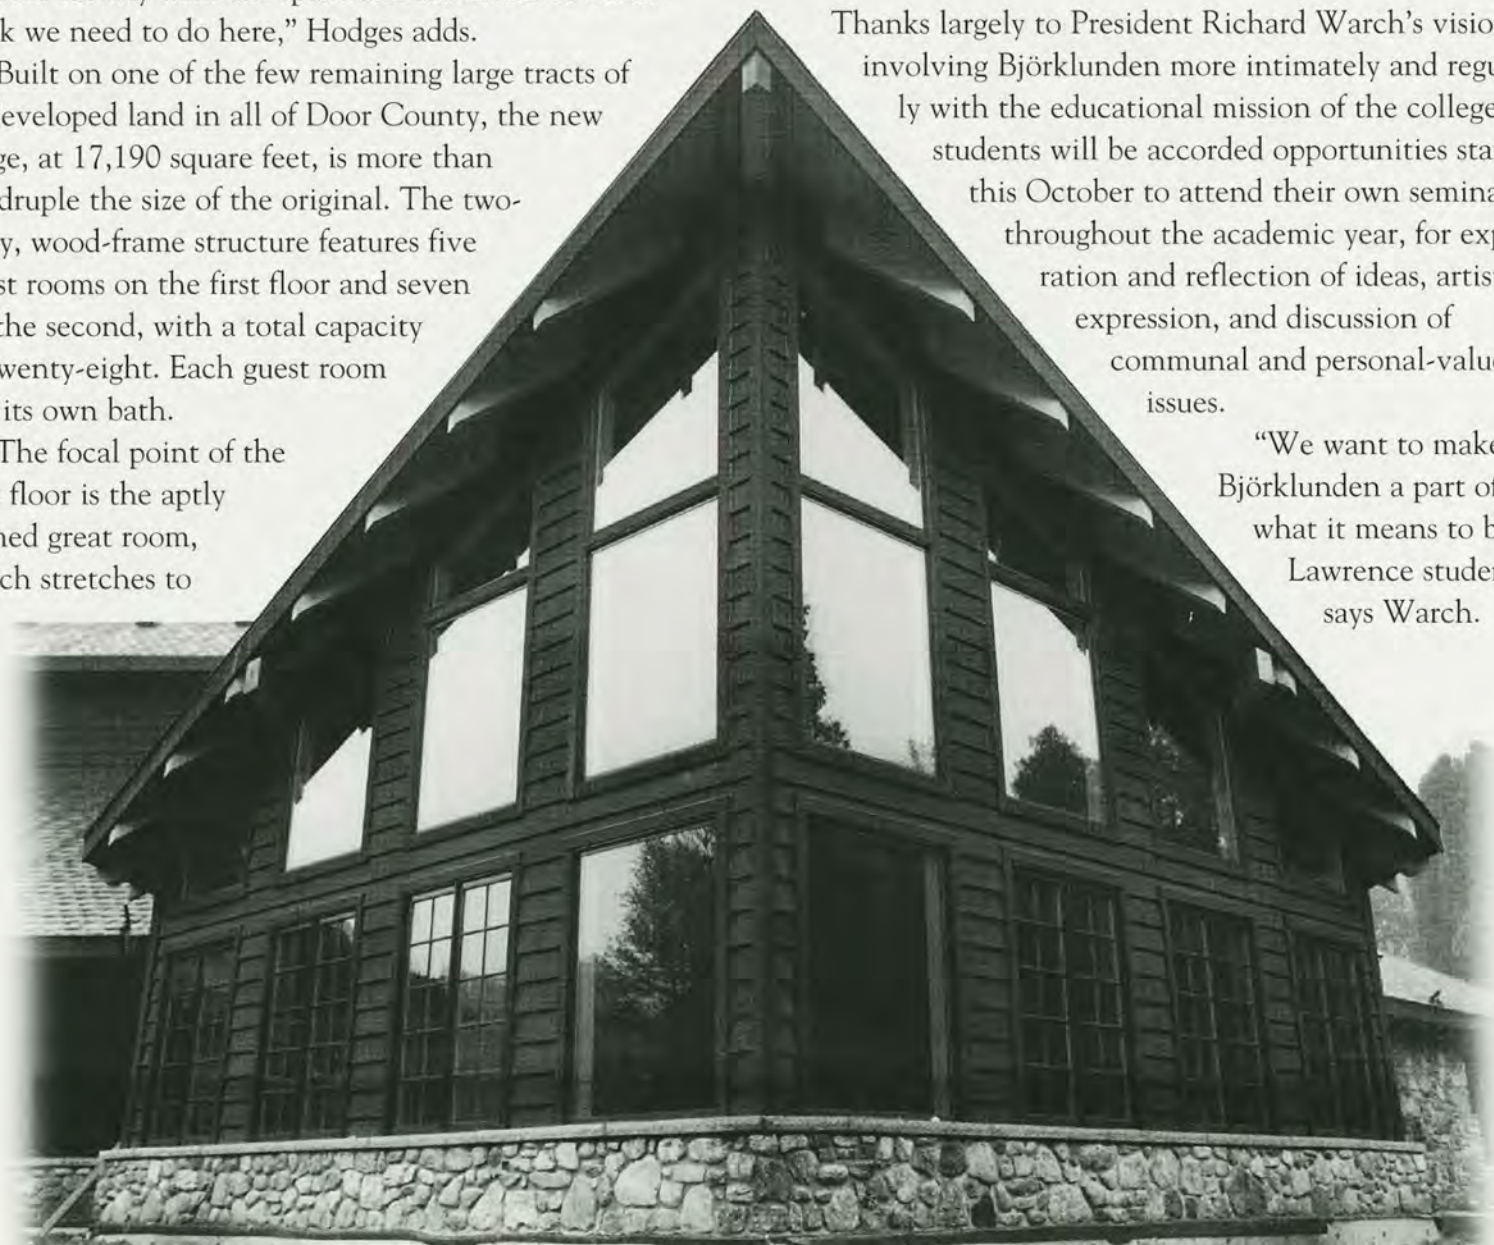 k we need to do here,” Hodges adds.
Built on one of the few remaining large tracts of
eveloped land in all of Door County, the new
ge, at 17,190 square feet, is more than
druple the size of the original. The two-
y, wood-frame structure features five
st rooms on the first floor and seven
the second, with a total capacity
wenty-eight. Each guest room
its own bath.
The focal point of the
floor is the aptly
ned great room,
ch stretches to
Thanks largely to President Richard Warch’s visio
involving Björklunden more intimately and regu
ly with the educational mission of the college
students will be accorded opportunities sta
this October to attend their own semina
throughout the academic year, for exp
ration and reflection of ideas, artis
expression, and discussion of
communal and personal-valu
issues.
“We want to make
Björklunden a part of
what it means to b
Lawrence studen
says Warch.